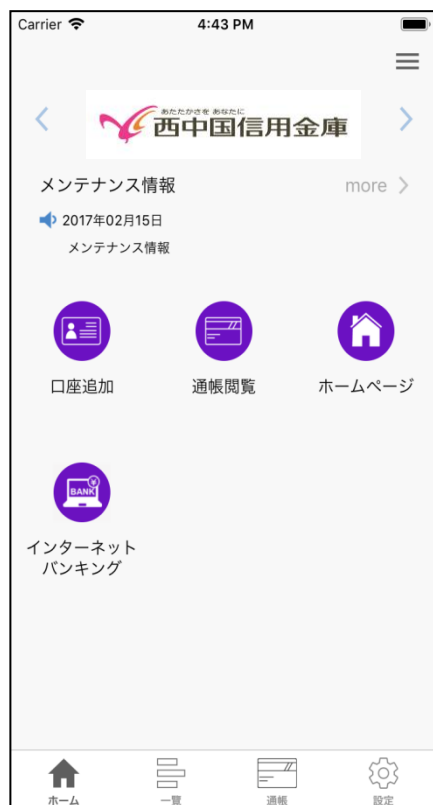 Carrier 4:43 PM
あたたかさを あなたに
西中国信用金庫
メンテナンス情報 more
2017年02月15日
メンテナンス情報
口座追加 通帳閲覧 ホームページ
BANK ¥
インターネット
バンキング
ホーム 一覧 通帳 設定